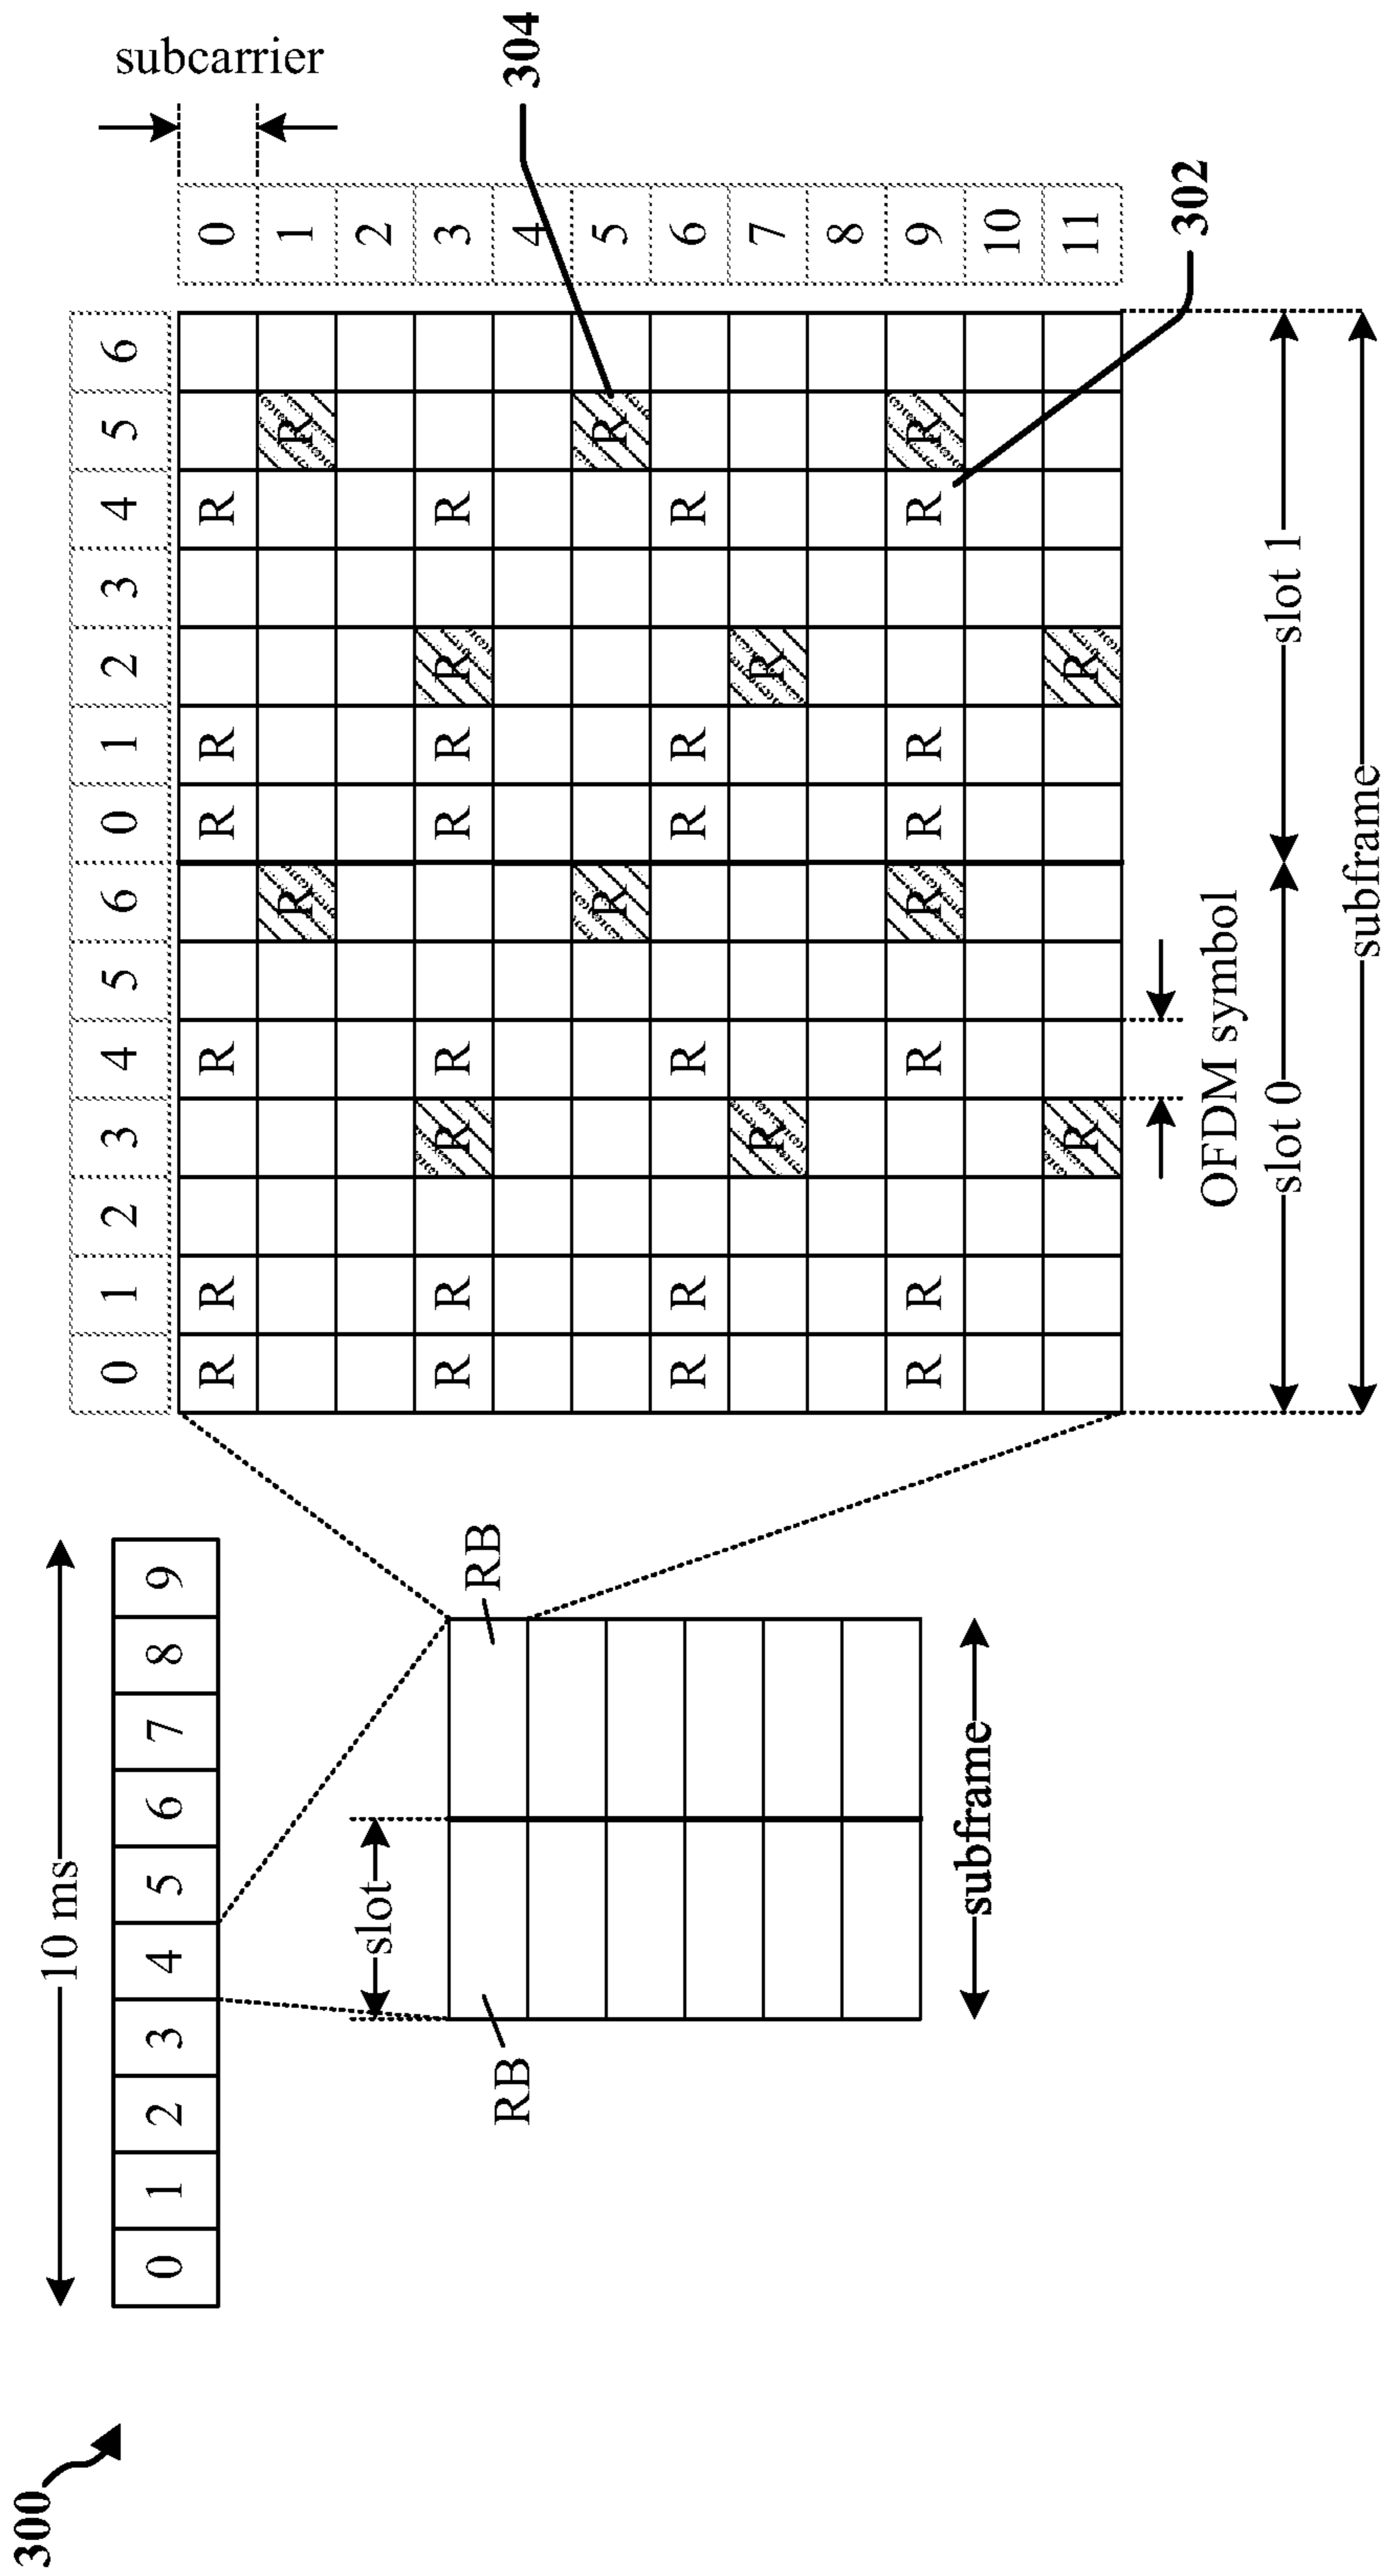 300
10 ms
0 1 2 3 4 5 6 7 8 9
slot
RB
RB
subframe
0 1 2 3 4 5 6 0 1 2 3 4 5 6
subcarrier
R R R R R R 0
R R 1
2
R R R R R R R R 3
4
R R 5
304
R R R R R R 6
R R 7
8
R R R R R R R R 9
10
R R 11
302
OFDM symbol
slot 0 slot 1
subframe